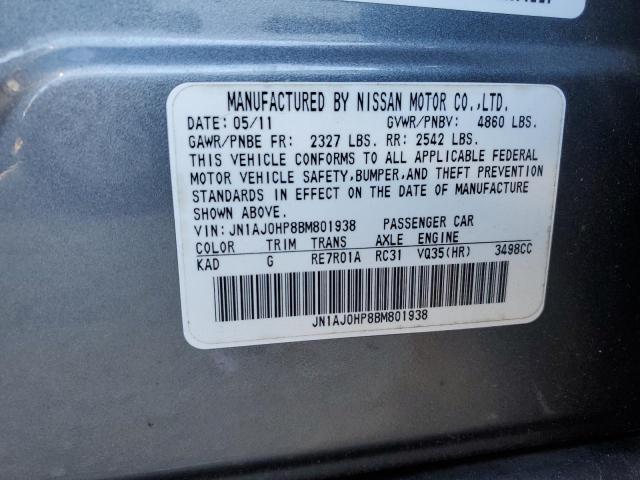 MANUFACTURED BY NISSAN MOTOR CO.,LTD.
DATE: 05/11 GVWR/PNBV: 4860 LBS.
GAWR/PNBE FR: 2327 LBS. RR: 2542 LBS.
THIS VEHICLE CONFORMS TO ALL APPLICABLE FEDERAL
MOTOR VEHICLE SAFETY,BUMPER,AND THEFT PREVENTION
STANDARDS IN EFFECT ON THE DATE OF MANUFACTURE
SHOWN ABOVE.
VIN: JN1AJ0HP8BM801938 PASSENGER CAR
COLOR TRIM TRANS AXLE ENGINE
KAD G RE7R01A RC31 VQ35(HR) 3498CC
JN1AJ0HP8BM801938